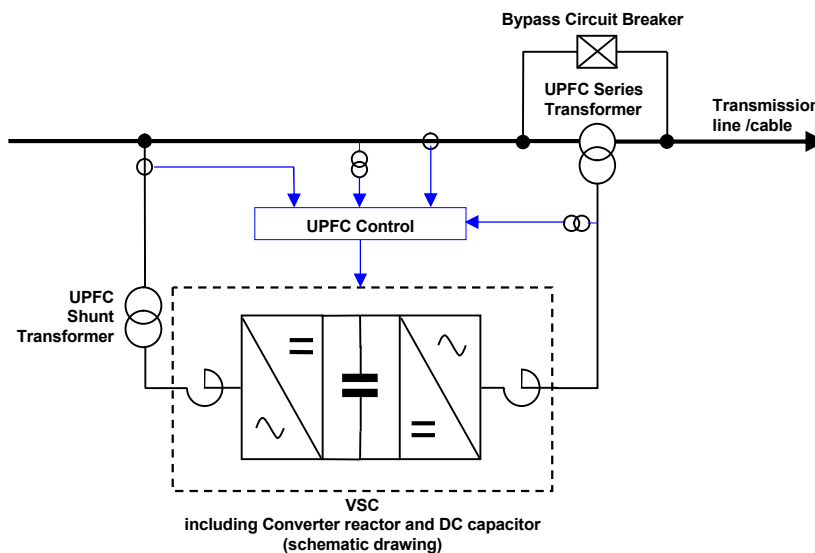 Bypass Circuit Breaker
UPFC Series
Transformer
Transmission
line /cable
UPFC Control
UPFC
Shunt
Transformer
VSC
including Converter reactor and DC capacitor
(schematic drawing)